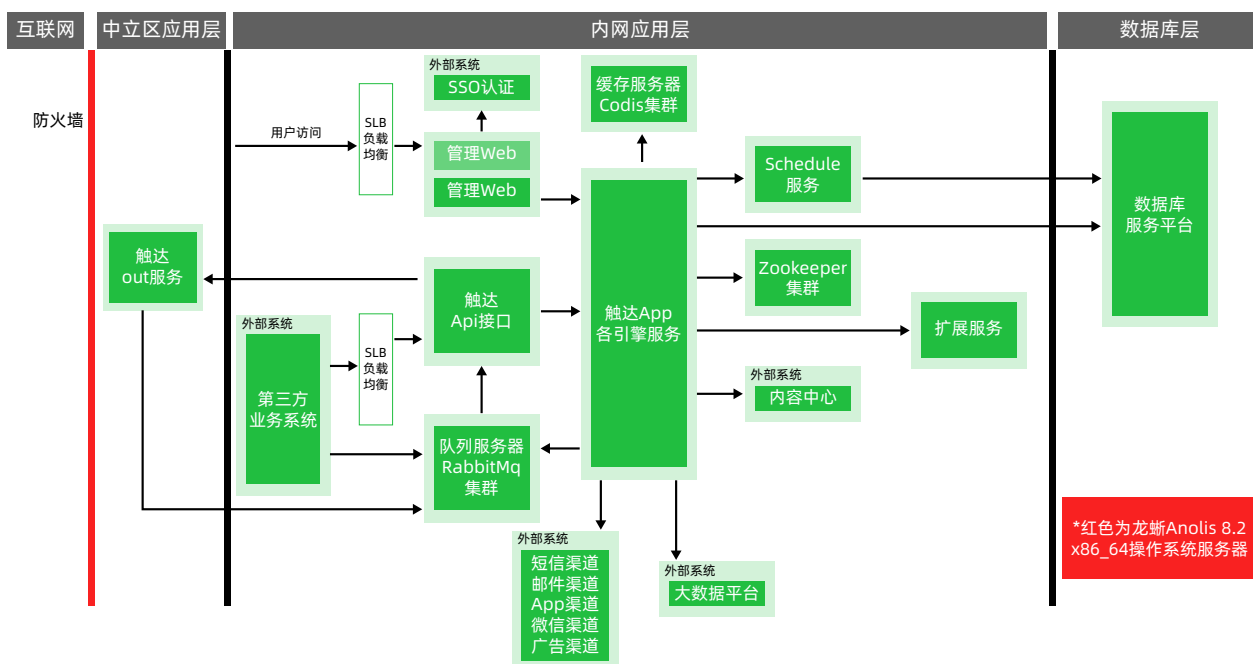 互联网
中立区应用层
内网应用层
数据库层
防火墙
外部系统
SSO认证
缓存服务器
Codis集群
用户访问
SLB
负载
均衡
管理Web
管理Web
Schedule
服务
数据库
服务平台
触达
out服务
触达
Api接口
触达App
各引擎服务
Zookeeper
集群
扩展服务
外部系统
第三方
业务系统
SLB
负载
均衡
外部系统
内容中心
队列服务器
RabbitMq
集群
*红色为龙蜥Anolis 8.2
x86_64操作系统服务器
外部系统
短信渠道
邮件渠道
App渠道
微信渠道
广告渠道
外部系统
大数据平台